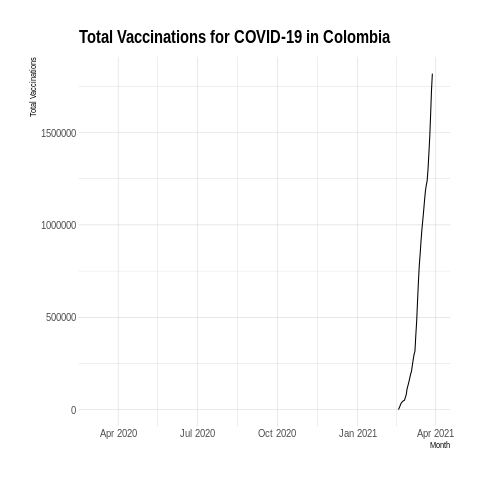 Total Vaccinations for COVID-19 in Colombia
Total Vaccinations
1500000
1000000
500000
0
Apr 2020 Jul 2020 Oct 2020 Jan 2021 Apr 2021
Month